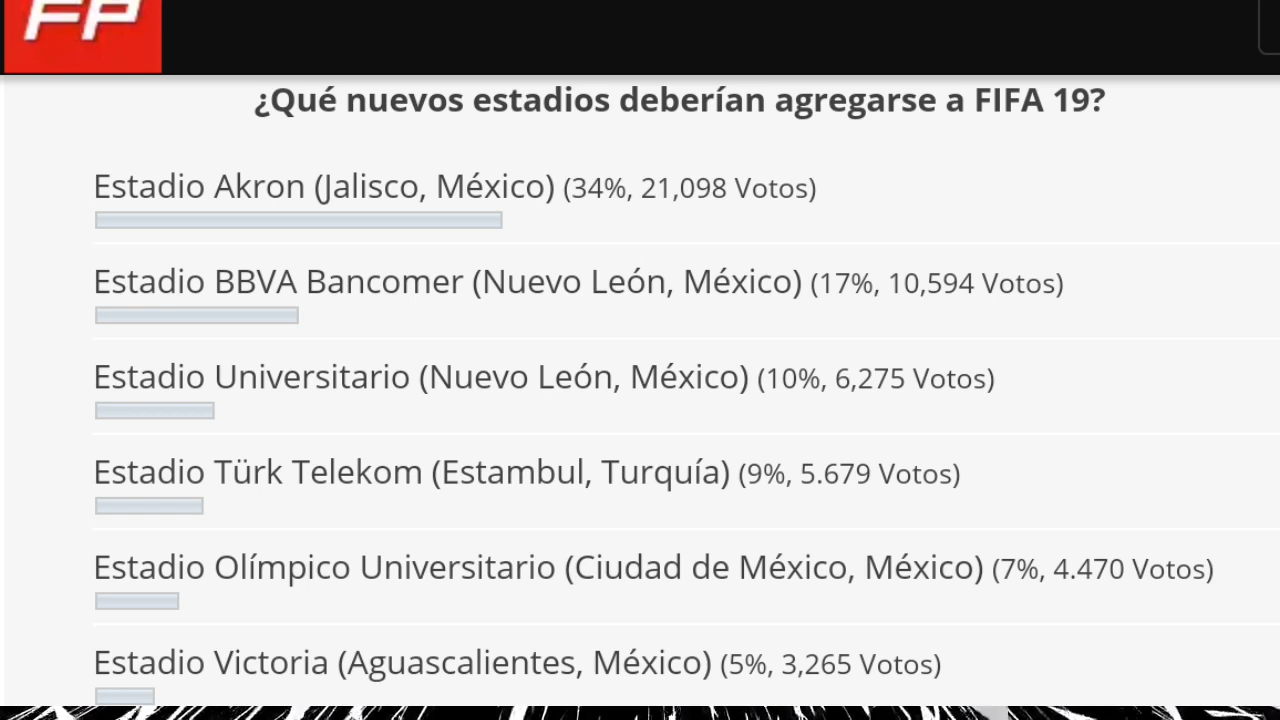 FP
¿Qué nuevos estadios deberían agregarse a FIFA 19?
Estadio Akron (Jalisco, México) (34%, 21,098 Votos)
Estadio BBVA Bancomer (Nuevo León, México) (17%, 10,594 Votos)
Estadio Universitario (Nuevo León, México) (10%, 6,275 Votos)
Estadio Türk Telekom (Estambul, Turquía) (9%, 5.679 Votos)
Estadio Olímpico Universitario (Ciudad de México, México) (7%, 4.470 Votos)
Estadio Victoria (Aguascalientes, México) (5%, 3,265 Votos)